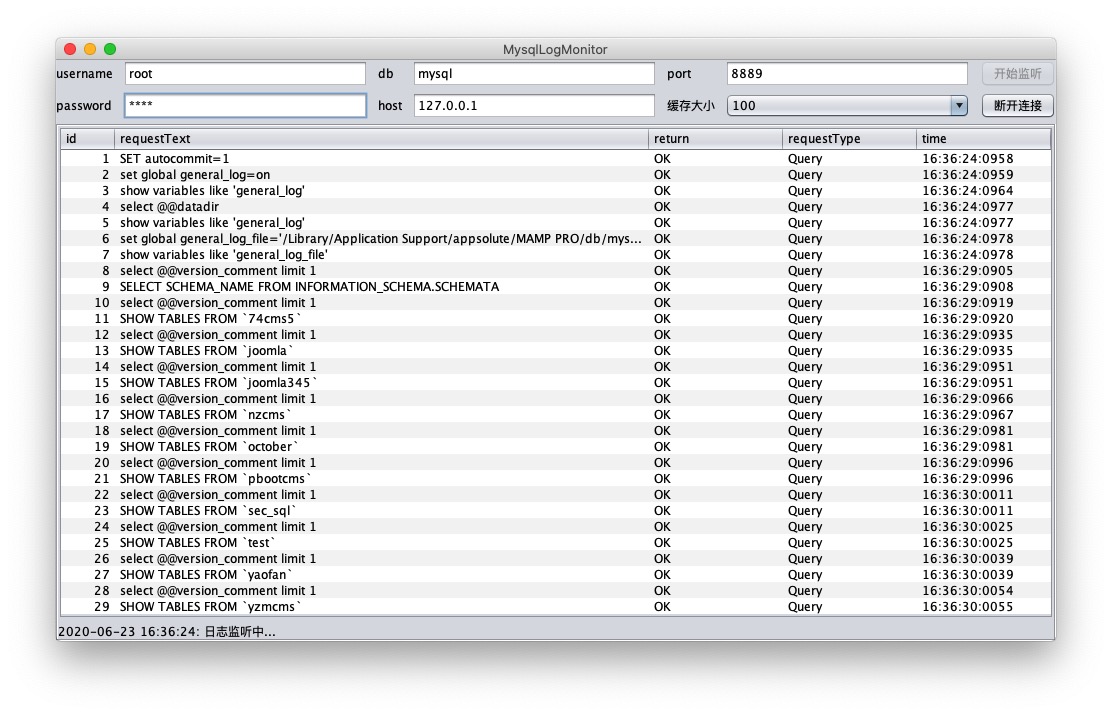 MysqlLogMonitor
username root db mysql port 8889 开始监听
password **** host 127.0.0.1 缓存大小 100 断开连接
id requestText return requestType time
1 SET autocommit=1 OK Query 16:36:24:0958
2 set global general_log=on OK Query 16:36:24:0959
3 show variables like 'general_log' OK Query 16:36:24:0964
4 select @@datadir OK Query 16:36:24:0977
5 show variables like 'general_log' OK Query 16:36:24:0977
6 set global general_log_file='/Library/Application Support/appsolute/MAMP PRO/db/mys... OK Query 16:36:24:0978
7 show variables like 'general_log_file' OK Query 16:36:24:0978
8 select @@version_comment limit 1 OK Query 16:36:29:0905
9 SELECT SCHEMA_NAME FROM INFORMATION_SCHEMA.SCHEMATA OK Query 16:36:29:0908
10 select @@version_comment limit 1 OK Query 16:36:29:0919
11 SHOW TABLES FROM `74cms5` OK Query 16:36:29:0920
12 select @@version_comment limit 1 OK Query 16:36:29:0935
13 SHOW TABLES FROM `joomla` OK Query 16:36:29:0935
14 select @@version_comment limit 1 OK Query 16:36:29:0951
15 SHOW TABLES FROM `joomla345` OK Query 16:36:29:0951
16 select @@version_comment limit 1 OK Query 16:36:29:0966
17 SHOW TABLES FROM `nzcms` OK Query 16:36:29:0967
18 select @@version_comment limit 1 OK Query 16:36:29:0981
19 SHOW TABLES FROM `october` OK Query 16:36:29:0981
20 select @@version_comment limit 1 OK Query 16:36:29:0996
21 SHOW TABLES FROM `pbootcms` OK Query 16:36:29:0996
22 select @@version_comment limit 1 OK Query 16:36:30:0011
23 SHOW TABLES FROM `sec_sql` OK Query 16:36:30:0011
24 select @@version_comment limit 1 OK Query 16:36:30:0025
25 SHOW TABLES FROM `test` OK Query 16:36:30:0025
26 select @@version_comment limit 1 OK Query 16:36:30:0039
27 SHOW TABLES FROM `yaofan` OK Query 16:36:30:0039
28 select @@version_comment limit 1 OK Query 16:36:30:0054
29 SHOW TABLES FROM `yzmcms` OK Query 16:36:30:0055
2020-06-23 16:36:24: 日志监听中...